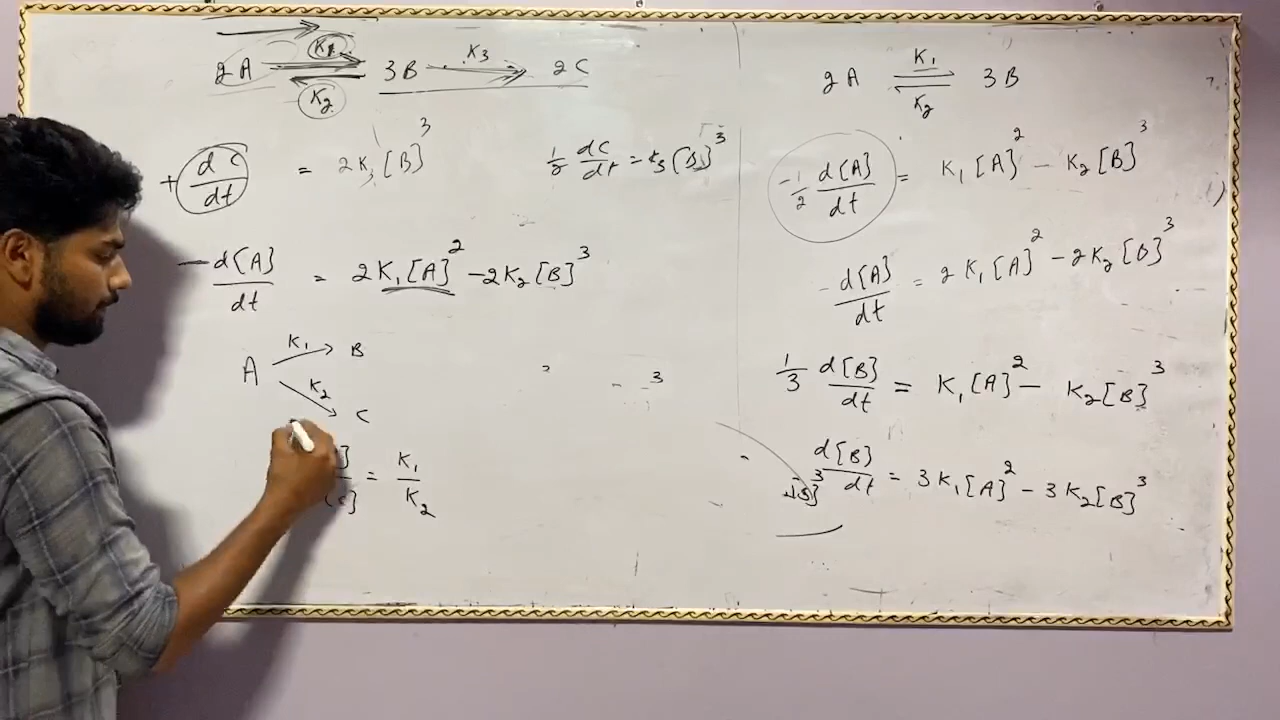 2A ⇌ 3B → 2C
K1 K3
K2
+ dC/dt = 2K3[B]^3
1/2 dC/dt = K3[B]^3
-d[A]/dt = 2K1[A]^2 - 2K2[B]^3
A → B
K1
A → C
K2
= K1/K2
2A ⇌ 3B
K1
K2
-1/2 d[A]/dt = K1[A]^2 - K2[B]^3
-d[A]/dt = 2K1[A]^2 - 2K2[B]^3
1/3 d[B]/dt = K1[A]^2 - K2[B]^3
d[B]/dt = 3K1[A]^2 - 3K2[B]^3